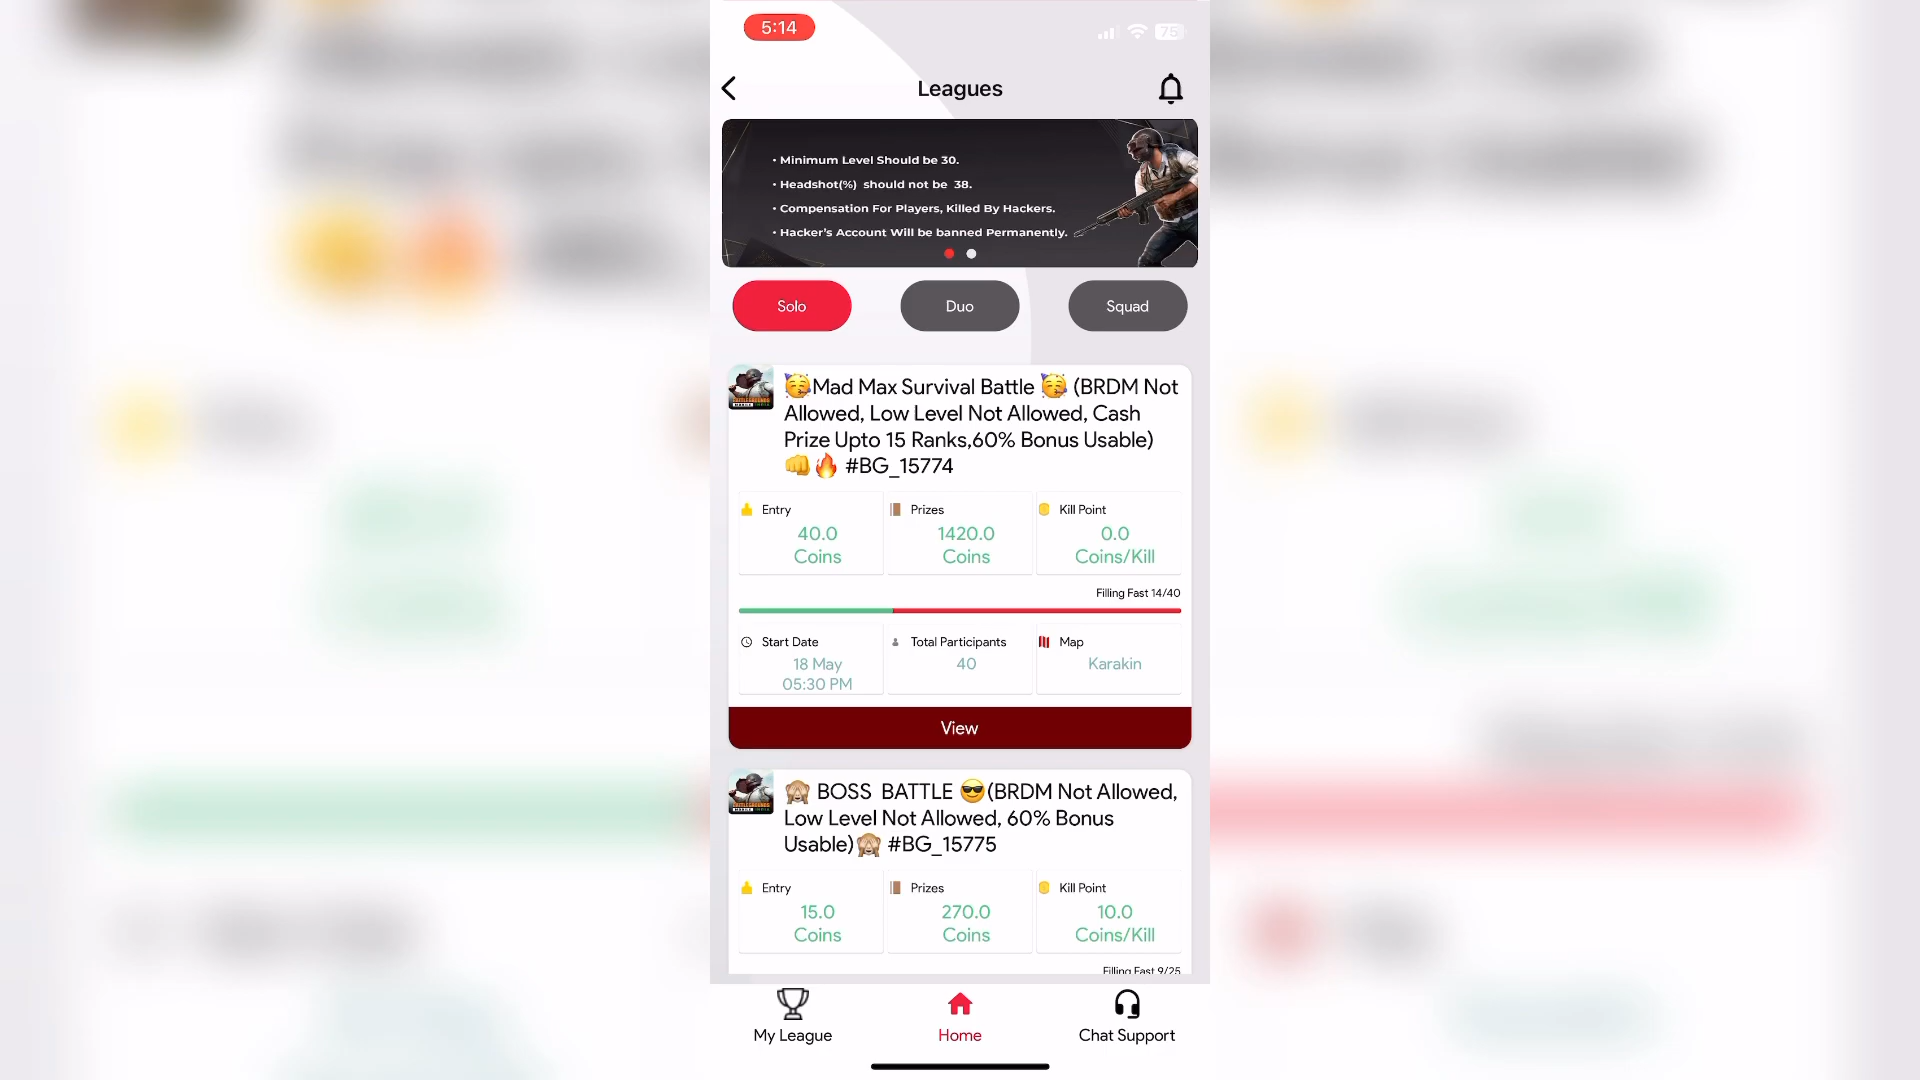 5:14
75
Leagues
• Minimum Level Should be 30.
• Headshot(%) should not be 38.
• Compensation For Players, Killed By Hackers.
• Hacker's Account Will be banned Permanently.
Solo
Duo
Squad
🥳Mad Max Survival Battle 🥳 (BRDM Not
Allowed, Low Level Not Allowed, Cash
Prize Upto 15 Ranks,60% Bonus Usable)
👊🔥 #BG_15774
Entry
Prizes
Kill Point
40.0
1420.0
0.0
Coins
Coins
Coins/Kill
Filling Fast 14/40
Start Date
Total Participants
Map
18 May
40
Karakin
05:30 PM
View
🙈 BOSS BATTLE 😎(BRDM Not Allowed,
Low Level Not Allowed, 60% Bonus
Usable)🙈 #BG_15775
Entry
Prizes
Kill Point
15.0
270.0
10.0
Coins
Coins
Coins/Kill
Filling Fast 9/25
My League
Home
Chat Support